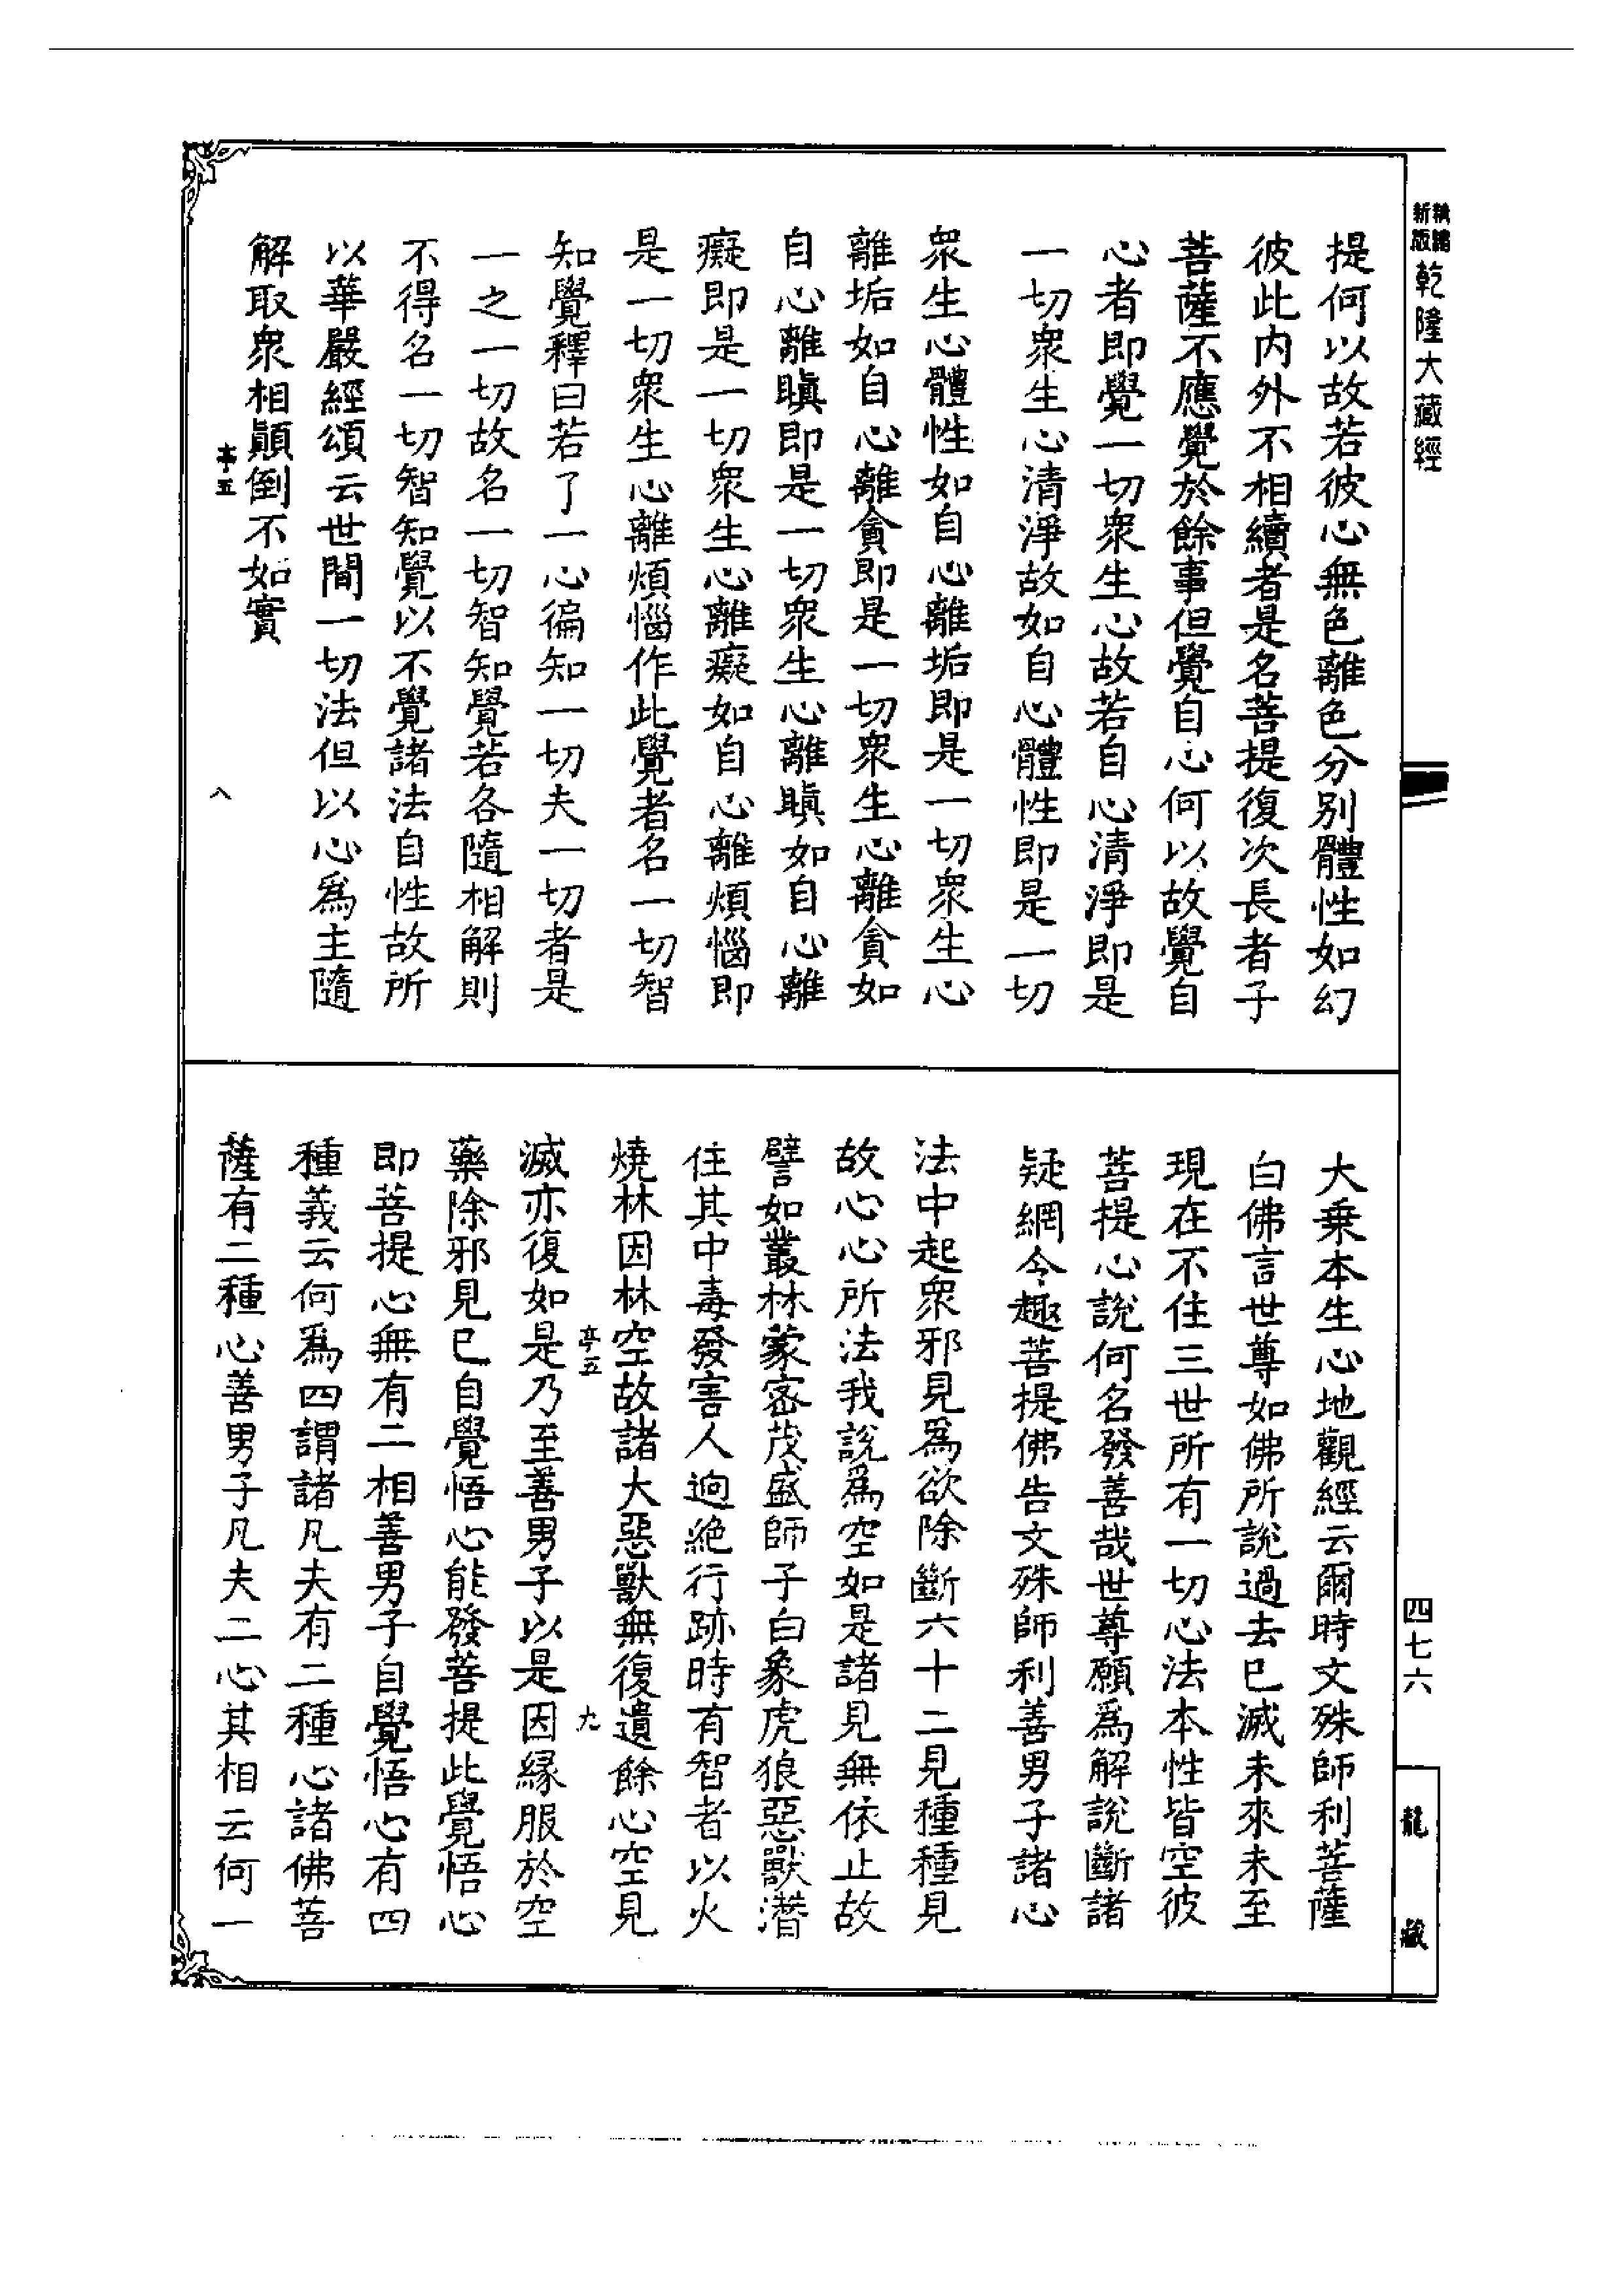 新編
縮版
乾隆大藏經
提何以故若彼心無色離色分別體性如幻
彼此内外不相續者是名菩提復次長者子
菩薩不應覺於餘事但覺自心何以故覺自
心者即覺一切衆生心故若自心清淨即是
一切衆生心清淨故如自心體性即是一切
衆生心體性如自心離垢即是一切衆生心
離垢如自心離貪即是一切衆生心離貪如
自心離瞋即是一切衆生心離瞋如自心離
癡即是一切衆生心離癡如自心離煩惱即
是一切衆生心離煩惱作此覺者名一切智
知覺釋曰若了一心徧知一切夫一切者是
一之一切故名一切智知覺若各隨相解則
不得名一切智知覺以不覺諸法自性故所
以華嚴經頌云世間一切法但以心爲主隨
解取衆相顚倒不如實
亭五
八
大乗本生心地觀經云爾時文殊師利菩薩
白佛言世尊如佛所說過去已滅未來未至
現在不住三世所有一切心法本性皆空彼
菩提心說何名發善哉世尊願爲解說斷諸
疑網令趣菩提佛告文殊師利善男子諸心
法中起衆邪見爲欲除斷六十二見種種見
故心心所法我說爲空如是諸見無依止故
譬如叢林蒙密茂盛師子白象虎狼惡獸潛
住其中毒發害人逈絶行跡時有智者以火
燒林因林空故諸大惡獸無復遺餘心空見
亭五
九
滅亦復如是乃至善男子以是因緣服於空
藥除邪見已自覺悟心能發菩提此覺悟心
即菩提心無有二相善男子自覺悟心有四
種義云何爲四謂諸凡夫有二種心諸佛菩
薩有二種心善男子凡夫二心其相云何一
四七六
龍藏